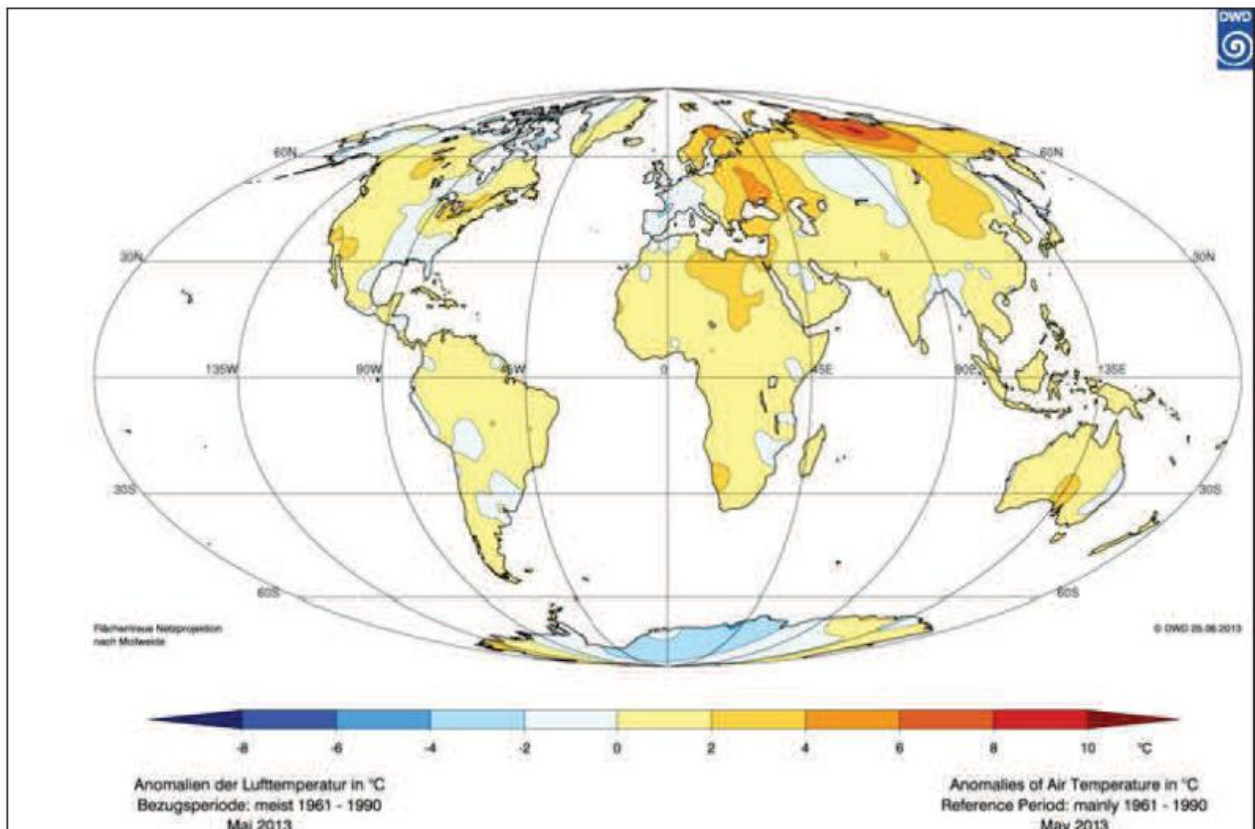 DWD
60N
60N
30N
30N
135W
90W
45W
0
45E
90E
135E
30S
30S
60S
60S
Flächentreue Netzprojektion
nach Mollweide
© DWD 25.08.2013
-8
-6
-4
-2
0
2
4
6
8
10
°C
Anomalien der Lufttemperatur in °C
Bezugsperiode: meist 1961 - 1990
Mai 2013
Anomalies of Air Temperature in °C
Reference Period: mainly 1961 - 1990
May 2013